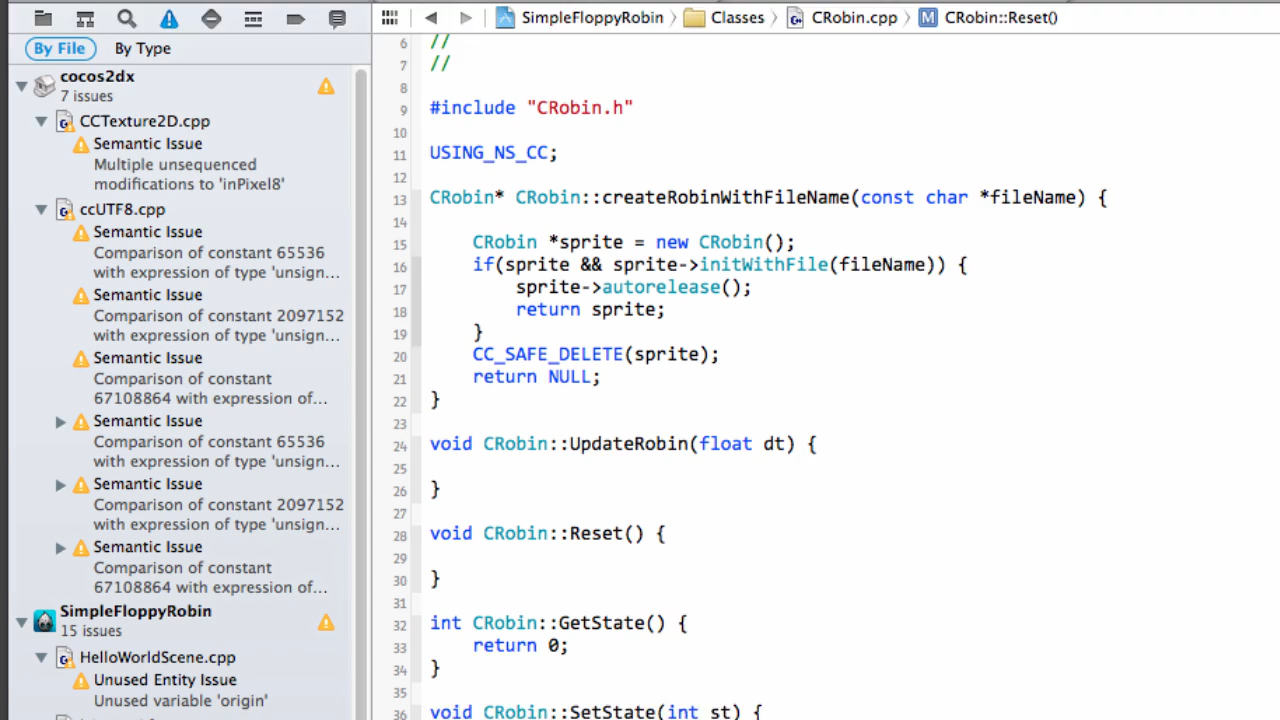 SimpleFloppyRobin Classes CRobin.cpp M CRobin::Reset()
By File By Type
cocos2dx
7 issues
CCTexture2D.cpp
Semantic Issue
Multiple unsequenced
modifications to 'inPixel8'
ccUTF8.cpp
Semantic Issue
Comparison of constant 65536
with expression of type 'unsign...
Semantic Issue
Comparison of constant 2097152
with expression of type 'unsign...
Semantic Issue
Comparison of constant
67108864 with expression of...
Semantic Issue
Comparison of constant 65536
with expression of type 'unsign...
Semantic Issue
Comparison of constant 2097152
with expression of type 'unsign...
Semantic Issue
Comparison of constant
67108864 with expression of...
SimpleFloppyRobin
15 issues
HelloWorldScene.cpp
Unused Entity Issue
Unused variable 'origin'
6 //
7 //
8
9 #include "CRobin.h"
10
11 USING_NS_CC;
12
13 CRobin* CRobin::createRobinWithFileName(const char *fileName) {
14
15 CRobin *sprite = new CRobin();
16 if(sprite && sprite->initWithFile(fileName)) {
17 sprite->autorelease();
18 return sprite;
19 }
20 CC_SAFE_DELETE(sprite);
21 return NULL;
22 }
23
24 void CRobin::UpdateRobin(float dt) {
25
26 }
27
28 void CRobin::Reset() {
29
30 }
31
32 int CRobin::GetState() {
33 return 0;
34 }
35
36 void CRobin::SetState(int st) {